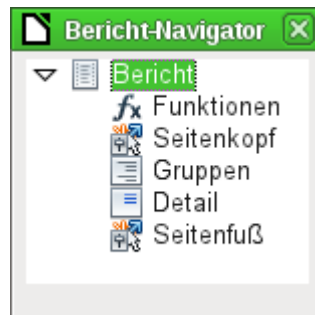 Bericht-Navigator
Bericht
Funktionen
Seitenkopf
Gruppen
Detail
Seitenfuß